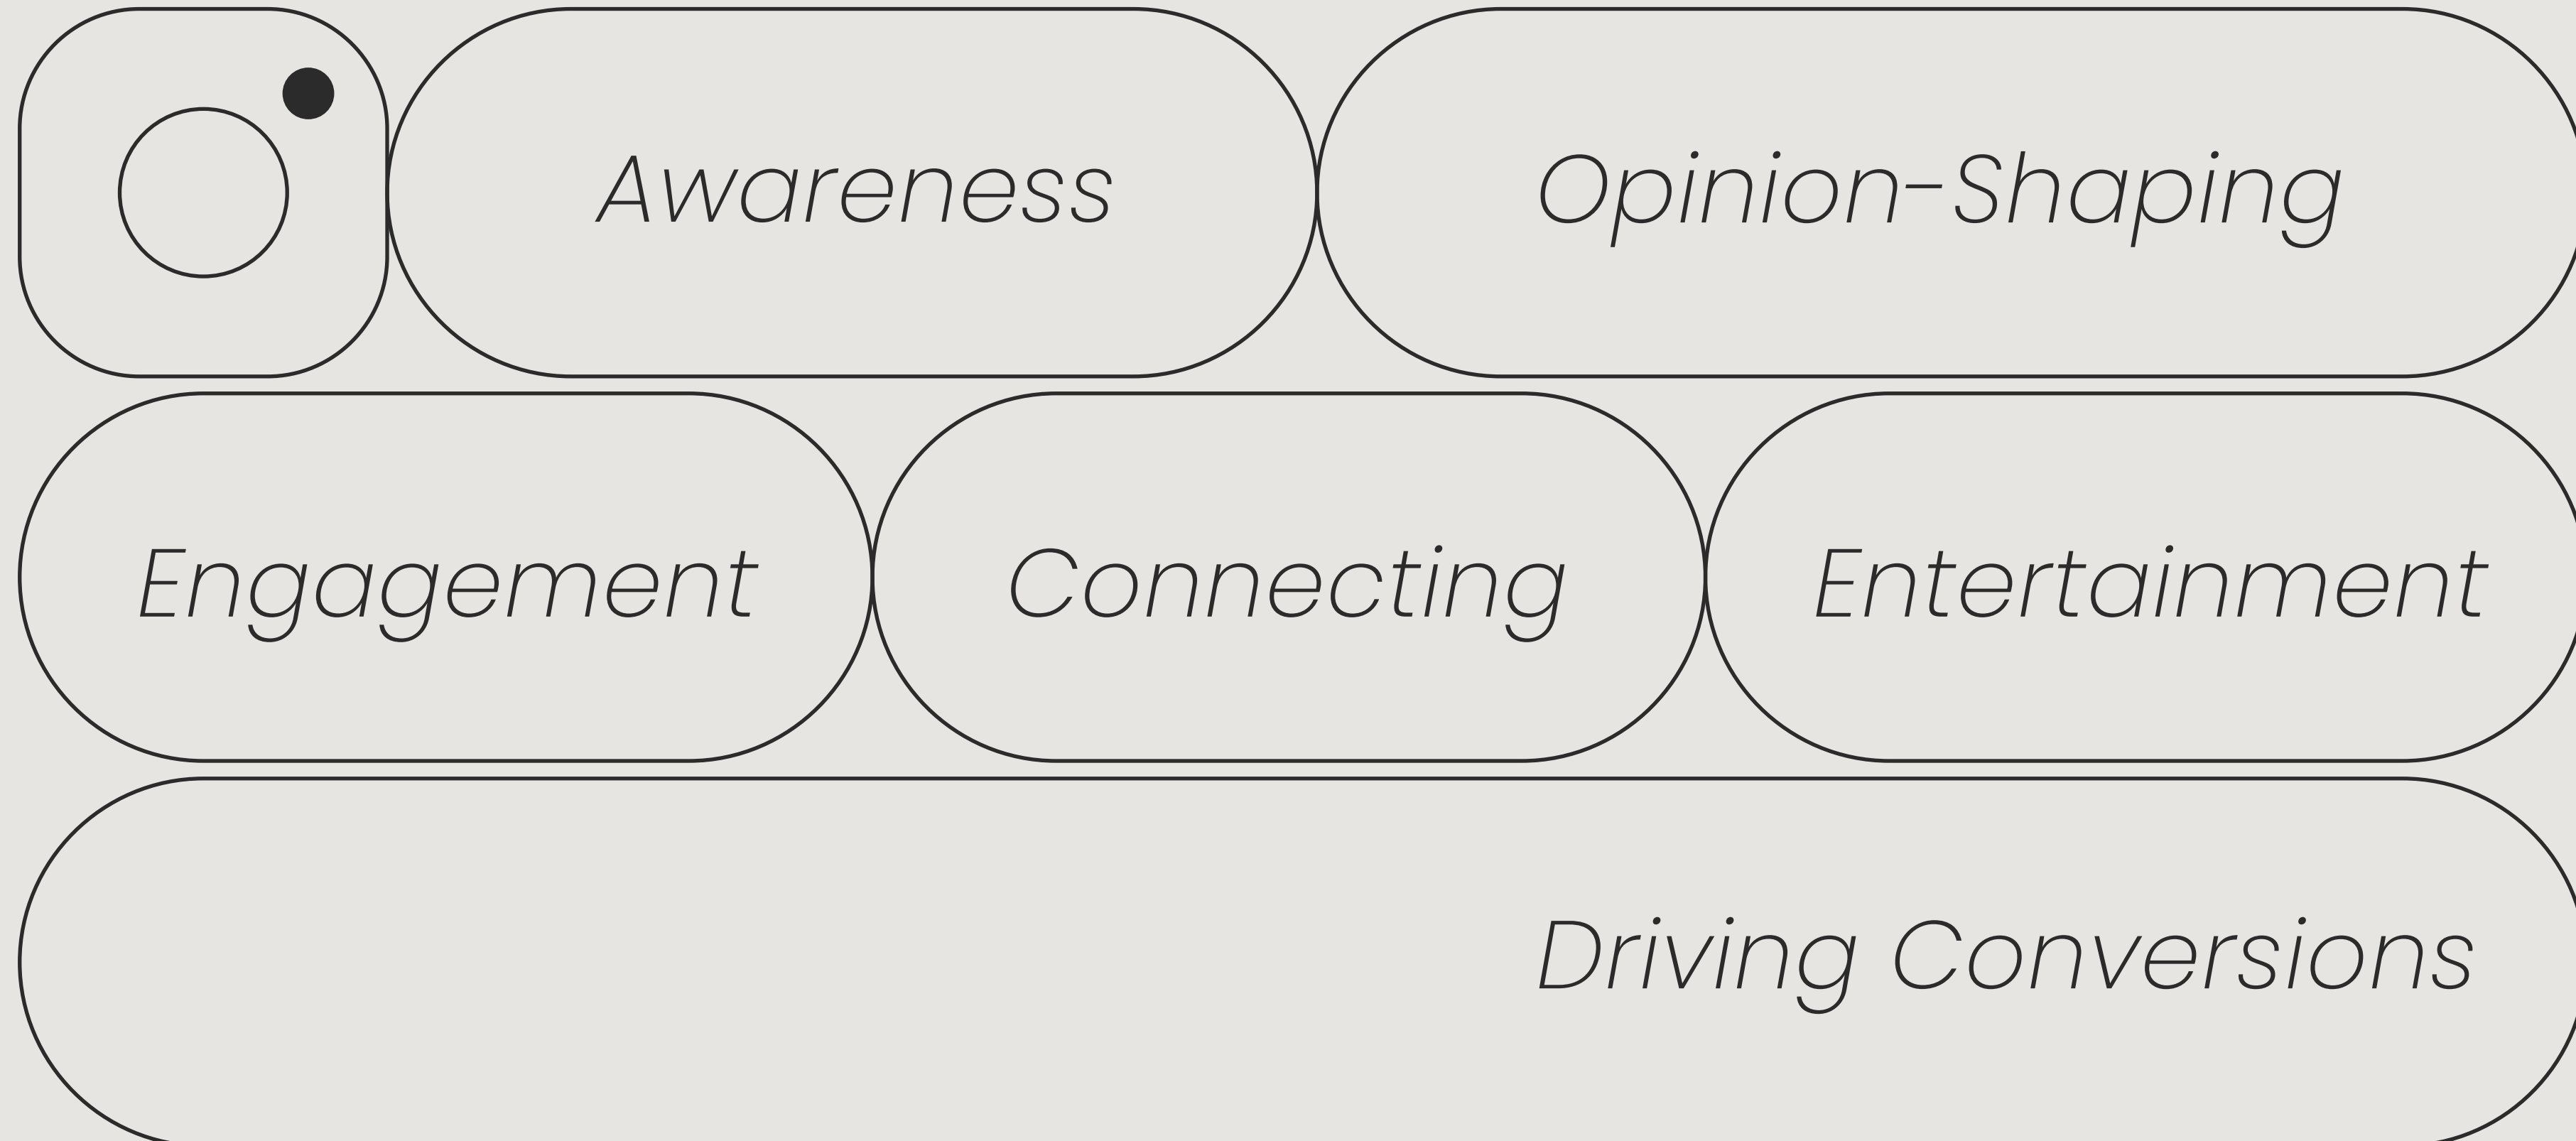 Awareness
Opinion-Shaping
Engagement
Connecting
Entertainment
Driving Conversions